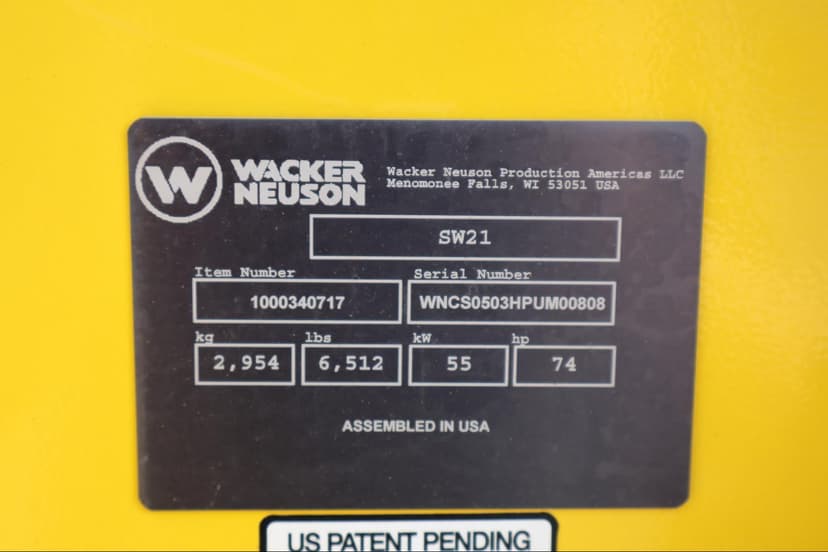 W WACKER
NEUSON
Wacker Neuson Production Americas LLC
Menomonee Falls, WI 53051 USA
SW21
Item Number Serial Number
1000340717 WNCS0503HPUM00808
kg lbs kW hp
2,954 6,512 55 74
ASSEMBLED IN USA
US PATENT PENDING